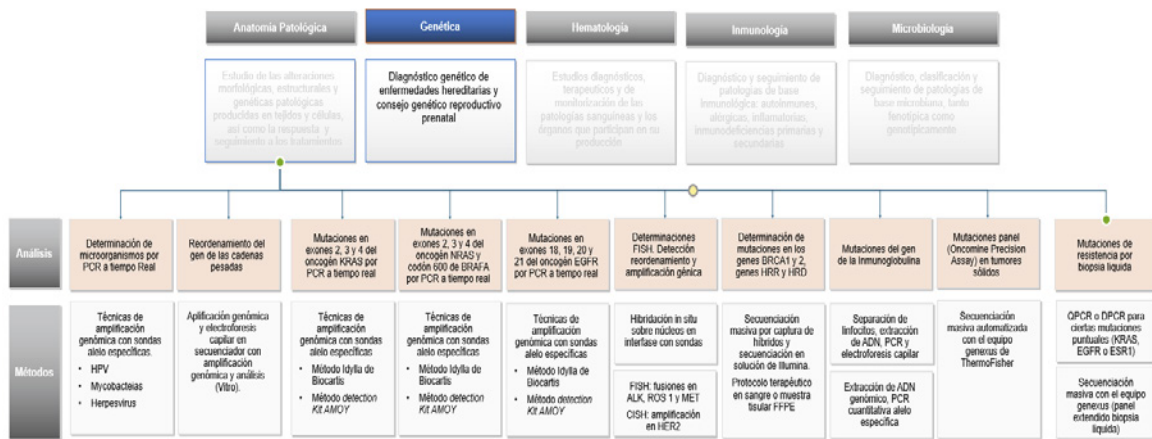 Anatomía Patológica
Genética
Hematología
Inmunología
Microbiología
Estudio de las alteraciones
morfológicas, estructurales y
genéticas patológicas
producidas en tejidos y células,
así como la respuesta y
seguimiento a los tratamientos
Diagnóstico genético de
enfermedades hereditarias y
consejo genético reproductivo
prenatal
Estudios diagnósticos,
terapeuticos y de
monitorización de las
patologías sanguíneas y los
órganos que participan en su
producción
Diagnóstico y seguimiento de
patologías de base
Inmunológica: autoinmunes,
alérgicas, inflamatorias,
inmunodeficiencias primarias y
secundarias
Diagnóstico, clasificación y
seguimiento de patologías de
base microbiana, tanto
fenotípica como
genotípicamente
Análisis
Determinación de
microorganismos por
PCR a tiempo Real
Reordenamiento del
gen de las cadenas
pesadas
Mutaciones en
exones 2, 3 y 4 del
oncogén KRAS por
PCR a tiempo real
Mutaciones en
exones 2, 3 y 4 del
oncogén NRAS y
codón 600 de BRAFA
por PCR a tiempo real
Mutaciones en
exones 18, 19, 20 y
21 del oncogén EGFR
por PCR a tiempo real
Determinaciones
FISH. Detección
reordenamiento y
amplificación génica
Determinación de
mutaciones en los
genes BRCA1 y 2,
genes HRR y HRD
Mutaciones del gen
de la Inmunoglobulina
Mutaciones panel
(Oncomine Precision
Assay) en tumores
sólidos
Mutaciones de
resistencia por
biopsia liquida
Métodos
Técnicas de
amplificación
genómica con sondas
alelo específicas.
• HPV
• Mycobacteias
• Herpesvirus
Aplificación genómica
y electroforesis
capilar en
secuenciador con
amplificación
genómica y análisis
(Vitro).
Técnicas de
amplificación
genómica con sondas
alelo específicas
• Método Idylla de
Biocartis
• Método detection
Kit AMOY
Técnicas de
amplificación
genómica con sondas
alelo específicas
• Método Idylla de
Biocartis
• Método detection
Kit AMOY
Técnicas de
amplificación
genómica con sondas
alelo específicas
• Método Idylla de
Biocartis
• Método detection
Kit AMOY
Hibridación in situ
sobre núcleos en
interfase con sondas
FISH: fusiones en
ALK, ROS 1 y MET
CISH: amplificación
en HER2
Secuenciación
masiva por captura de
híbridos y
secuenciación en
solución de Illumina.
Protocolo terapéutico
en sangre o muestra
tisular FFPE
Separación de
linfocitos, extracción
de ADN, PCR y
electroforesis capilar
Extracción de ADN
genómico, PCR
cuantitativa alelo
específica
Secuenciación
masiva automatizada
con el equipo
genexus de
ThermoFisher
QPCR o DPCR para
ciertas mutaciones
puntuales (KRAS,
EGFR o ESR1)
Secuenciación
masiva con el equipo
genexus (panel
extendido biopsia
liquida)